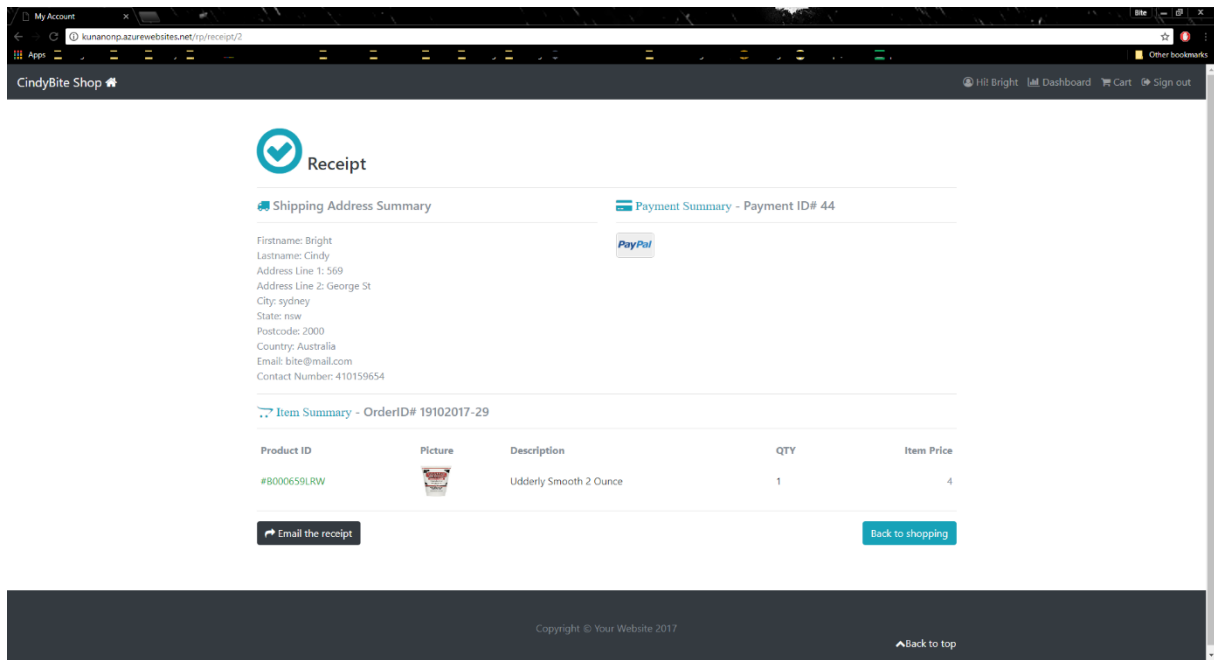 My Account
Bite
kunanonp.azurewebsites.net/rp/receipt/2
Apps
Other bookmarks
CindyBite Shop
Hi! Bright Dashboard Cart Sign out
Receipt
Shipping Address Summary
Payment Summary - Payment ID# 44
Firstname: Bright
PayPal
Lastname: Cindy
Address Line 1: 569
Address Line 2: George St
City: sydney
State: nsw
Postcode: 2000
Country: Australia
Email: bite@mail.com
Contact Number: 410159654
Item Summary - OrderID# 19102017-29
Product ID Picture Description QTY Item Price
#B000659LRW Udderly Smooth 2 Ounce 1 4
Email the receipt Back to shopping
Copyright © Your Website 2017
Back to top